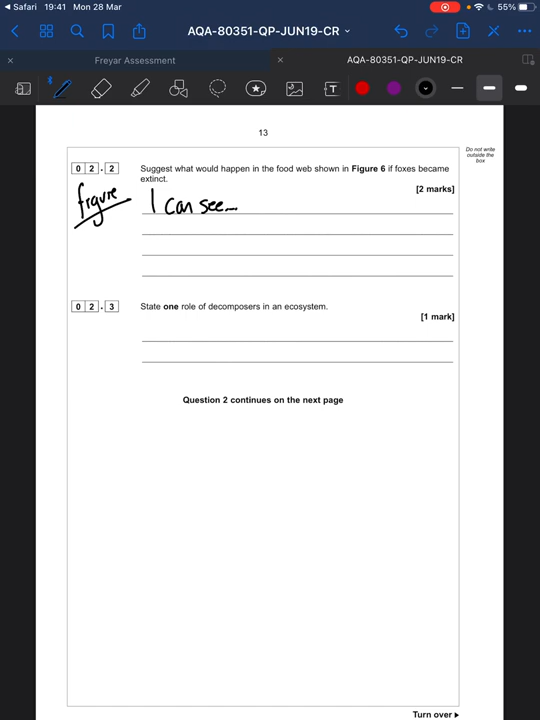 Safari 19:41 Mon 28 Mar 55%
AQA-80351-QP-JUN19-CR
Freyar Assessment
AQA-80351-QP-JUN19-CR
13
Do not write
outside the
box
0 2 . 2 Suggest what would happen in the food web shown in Figure 6 if foxes became
extinct.
[2 marks]
figure I can see...
0 2 . 3 State one role of decomposers in an ecosystem.
[1 mark]
Question 2 continues on the next page
Turn over